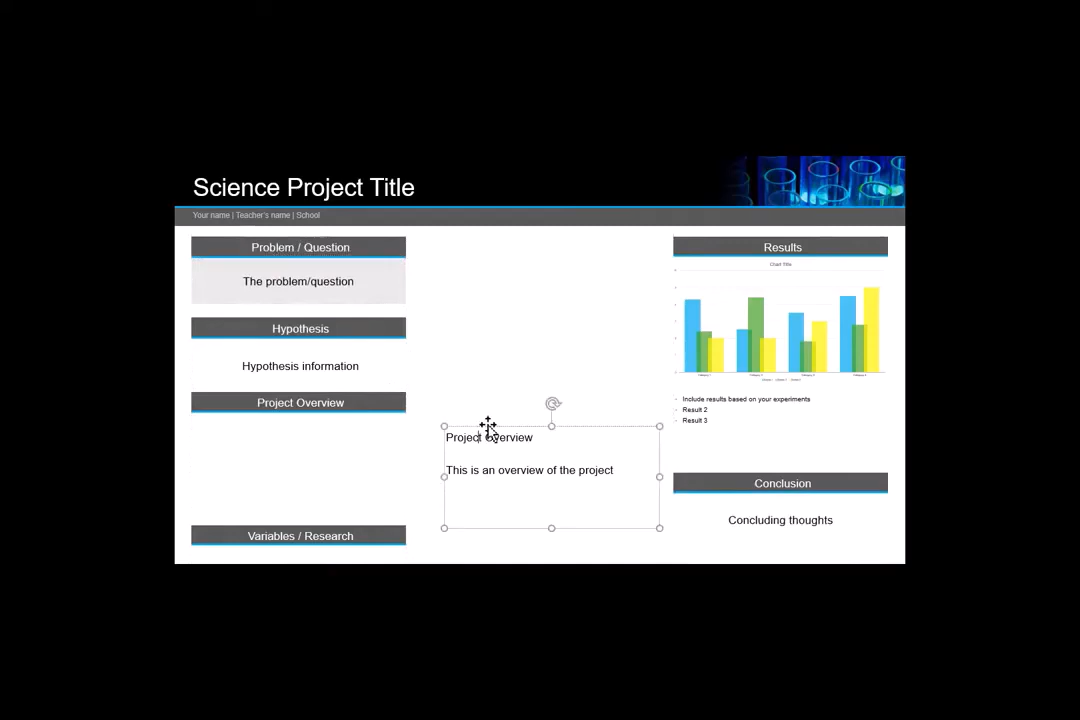 Science Project Title
Your name | Teacher's name | School
Problem / Question
The problem/question
Hypothesis
Hypothesis information
Project Overview
Variables / Research
Project Overview
This is an overview of the project
Results
Chart Title
- Include results based on your experiments
- Result 2
- Result 3
Conclusion
Concluding thoughts